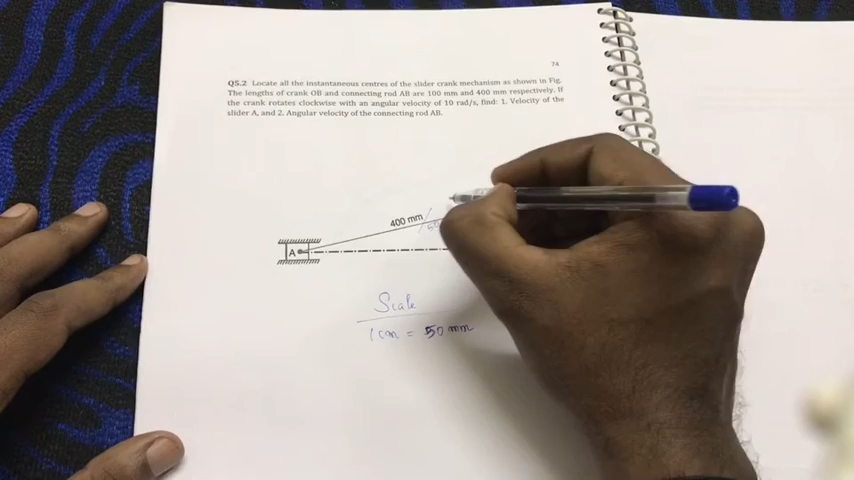 74
Q5.2 Locate all the instantaneous centres of the slider crank mechanism as shown in Fig.
The lengths of crank OB and connecting rod AB are 100 mm and 400 mm respectively. If
the crank rotates clockwise with an angular velocity of 10 rad/s, find: 1. Velocity of the
slider A, and 2. Angular velocity of the connecting rod AB.
400 mm
50
A
Scale
1cm = 50 mm